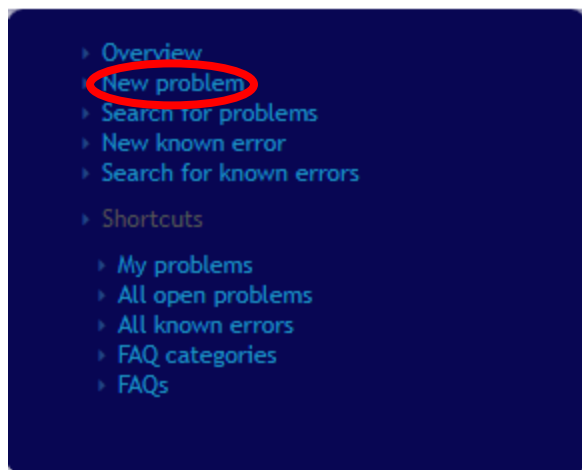 Overview
New problem
Search for problems
New known error
Search for known errors
Shortcuts
My problems
All open problems
All known errors
FAQ categories
FAQs